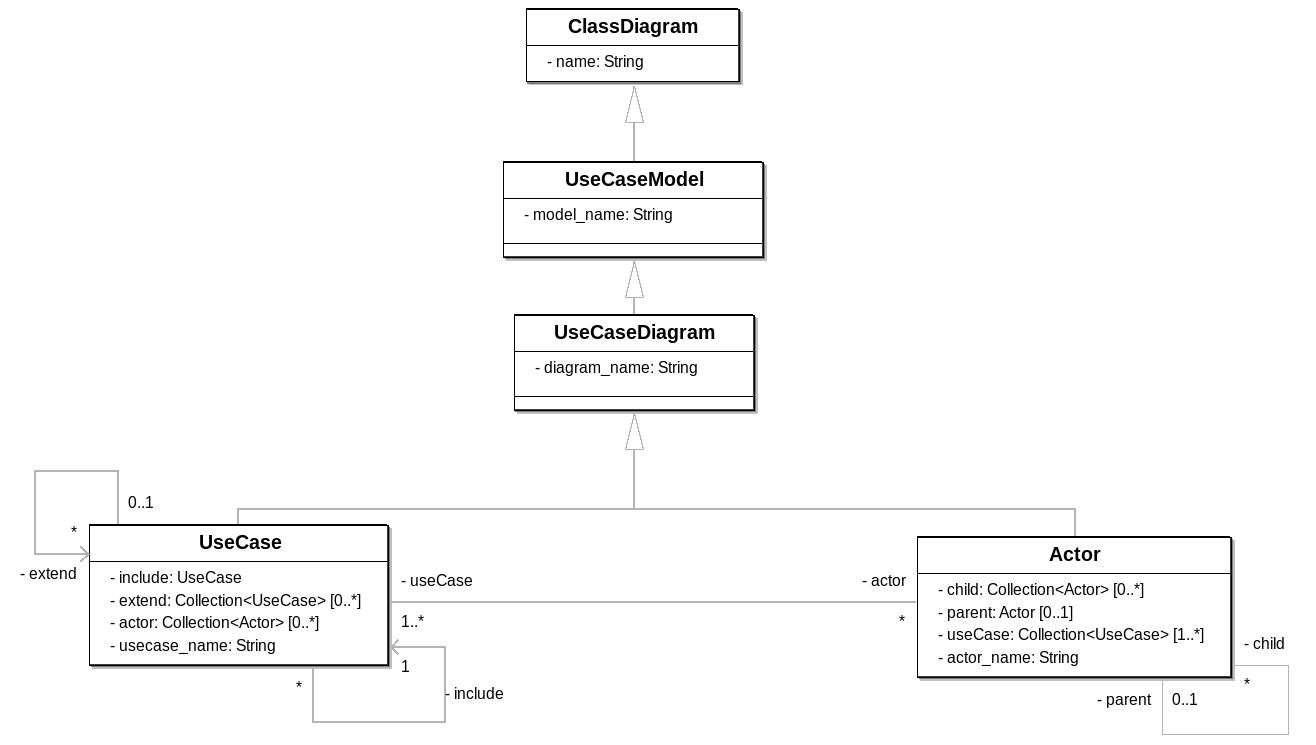 ClassDiagram
- name: String
UseCaseModel
- model_name: String
UseCaseDiagram
- diagram_name: String
0..1
*
- extend
UseCase
- include: UseCase
- extend: Collection<UseCase> [0..*]
- actor: Collection<Actor> [0..*]
- usecase_name: String
- useCase
1..*
- actor
*
1
*
- include
Actor
- child: Collection<Actor> [0..*]
- parent: Actor [0..1]
- useCase: Collection<UseCase> [1..*]
- actor_name: String
- child
*
- parent
0..1